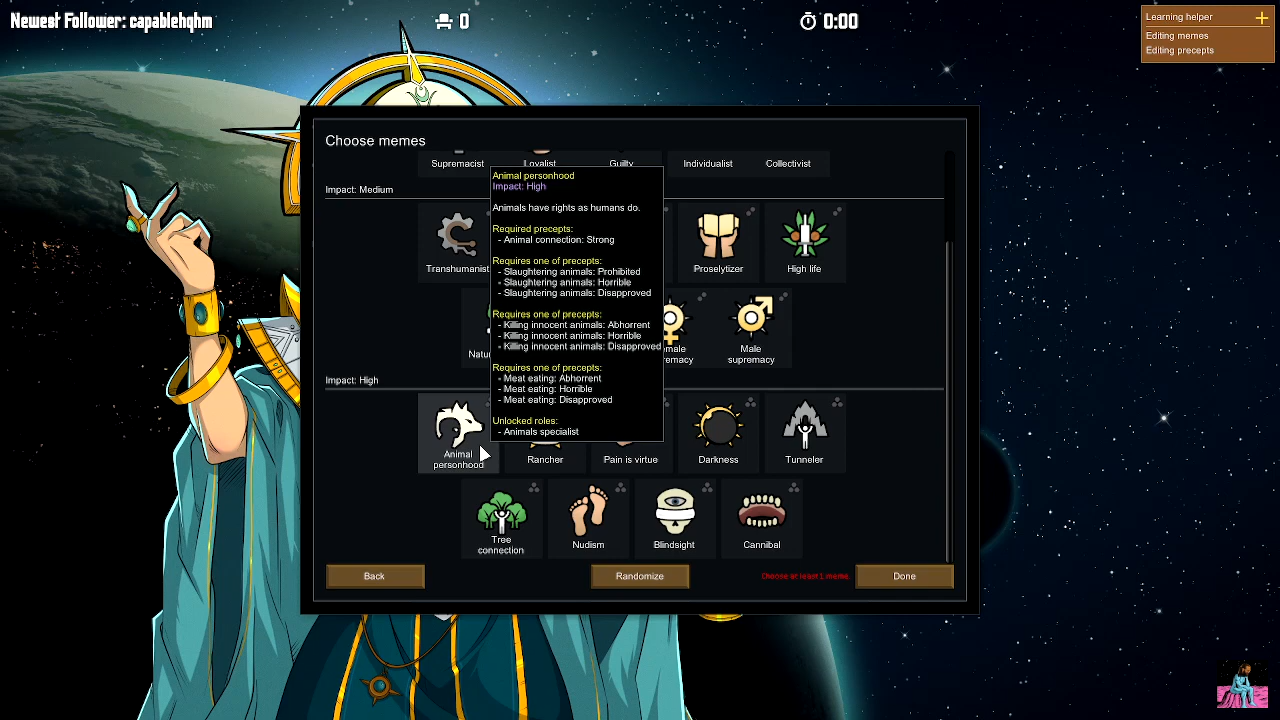 Newest Follower: capablehqhm
0
0:00
Learning helper
Editing memes
Editing precepts
Choose memes
Supremacist
Loyalist
Guilty
Individualist
Collectivist
Impact: Medium
Animal personhood
Impact: High
Animals have rights as humans do.
Required precepts:
- Animal connection: Strong
Requires one of precepts:
- Slaughtering animals: Prohibited
- Slaughtering animals: Horrible
- Slaughtering animals: Disapproved
Requires one of precepts:
- Killing innocent animals: Abhorrent
- Killing innocent animals: Horrible
- Killing innocent animals: Disapproved
Requires one of precepts:
- Meat eating: Abhorrent
- Meat eating: Horrible
- Meat eating: Disapproved
Unlocked roles:
- Animals specialist
Transhumanist
Proselytizer
High life
Male
supremacy
Impact: High
Animal
personhood
Rancher
Pain is virtue
Darkness
Tunneler
Tree
connection
Nudism
Blindsight
Cannibal
Back
Randomize
Choose at least 1 meme.
Done